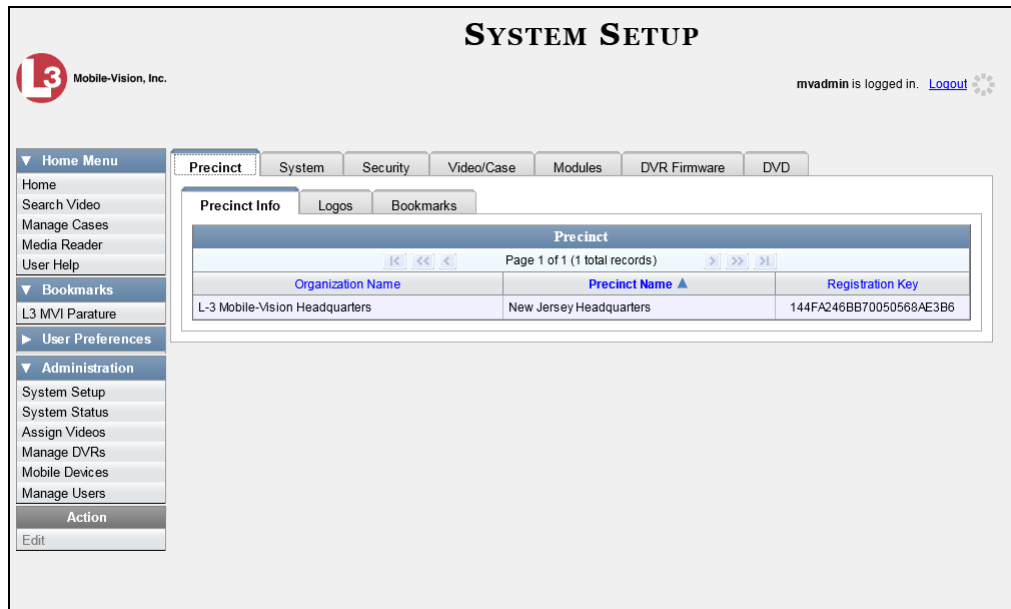 SYSTEM SETUP
L3 Mobile-Vision, Inc.
mvadmin is logged in. Logout
▼ Home Menu
Home
Search Video
Manage Cases
Media Reader
User Help
▼ Bookmarks
L3 MVI Parature
▶ User Preferences
▼ Administration
System Setup
System Status
Assign Videos
Manage DVRs
Mobile Devices
Manage Users
Action
Edit
Precinct System Security Video/Case Modules DVR Firmware DVD
Precinct Info Logos Bookmarks
Precinct
|< << < Page 1 of 1 (1 total records) > >> >|
Organization Name Precinct Name ▲ Registration Key
L-3 Mobile-Vision Headquarters New Jersey Headquarters 144FA246BB70050568AE3B6